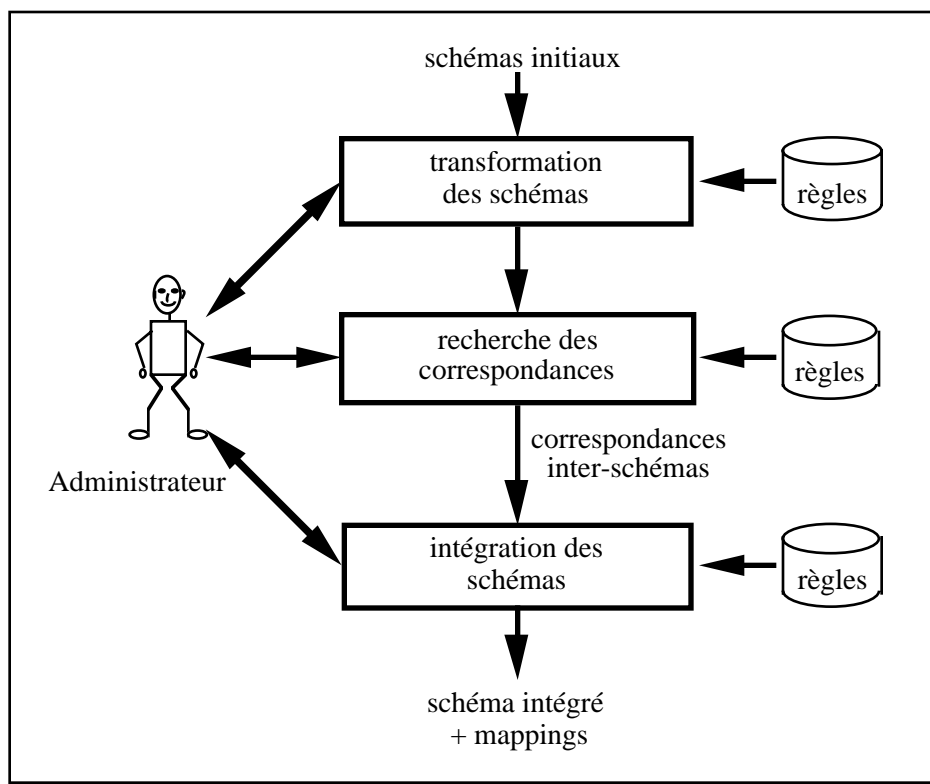 schémas initiaux
transformation
des schémas
règles
recherche des
correspondances
règles
correspondances
inter-schémas
Administrateur
intégration des
schémas
règles
schéma intégré
+ mappings